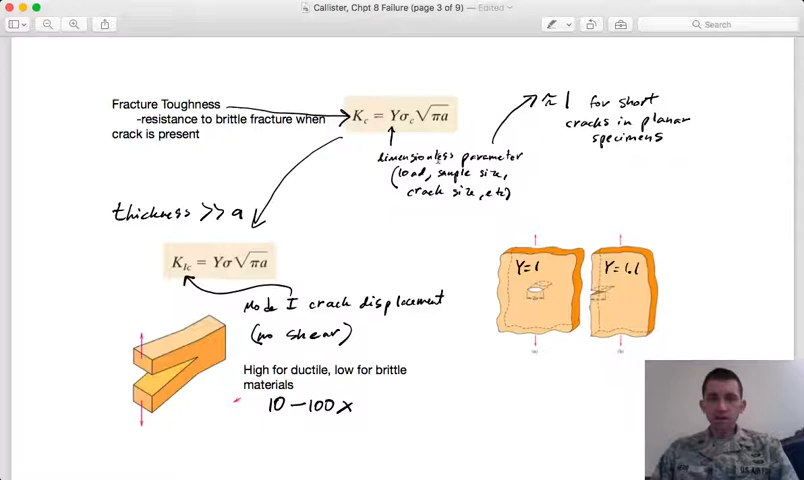 Callister, Chpt 8 Failure (page 3 of 9) — Edited
Search
Fracture Toughness
-resistance to brittle fracture when
crack is present
K_c = Yσ_c√πa
≈ 1 for short
cracks in planar
specimens
dimensionless parameter
(load, sample size,
crack size, etc)
thickness >> a
K_Ic = Yσ√πa
Mode I crack displacement
(no shear)
Y=1
Y=1.1
(a)
(b)
High for ductile, low for brittle
materials
10 – 100x
U.S. AIR